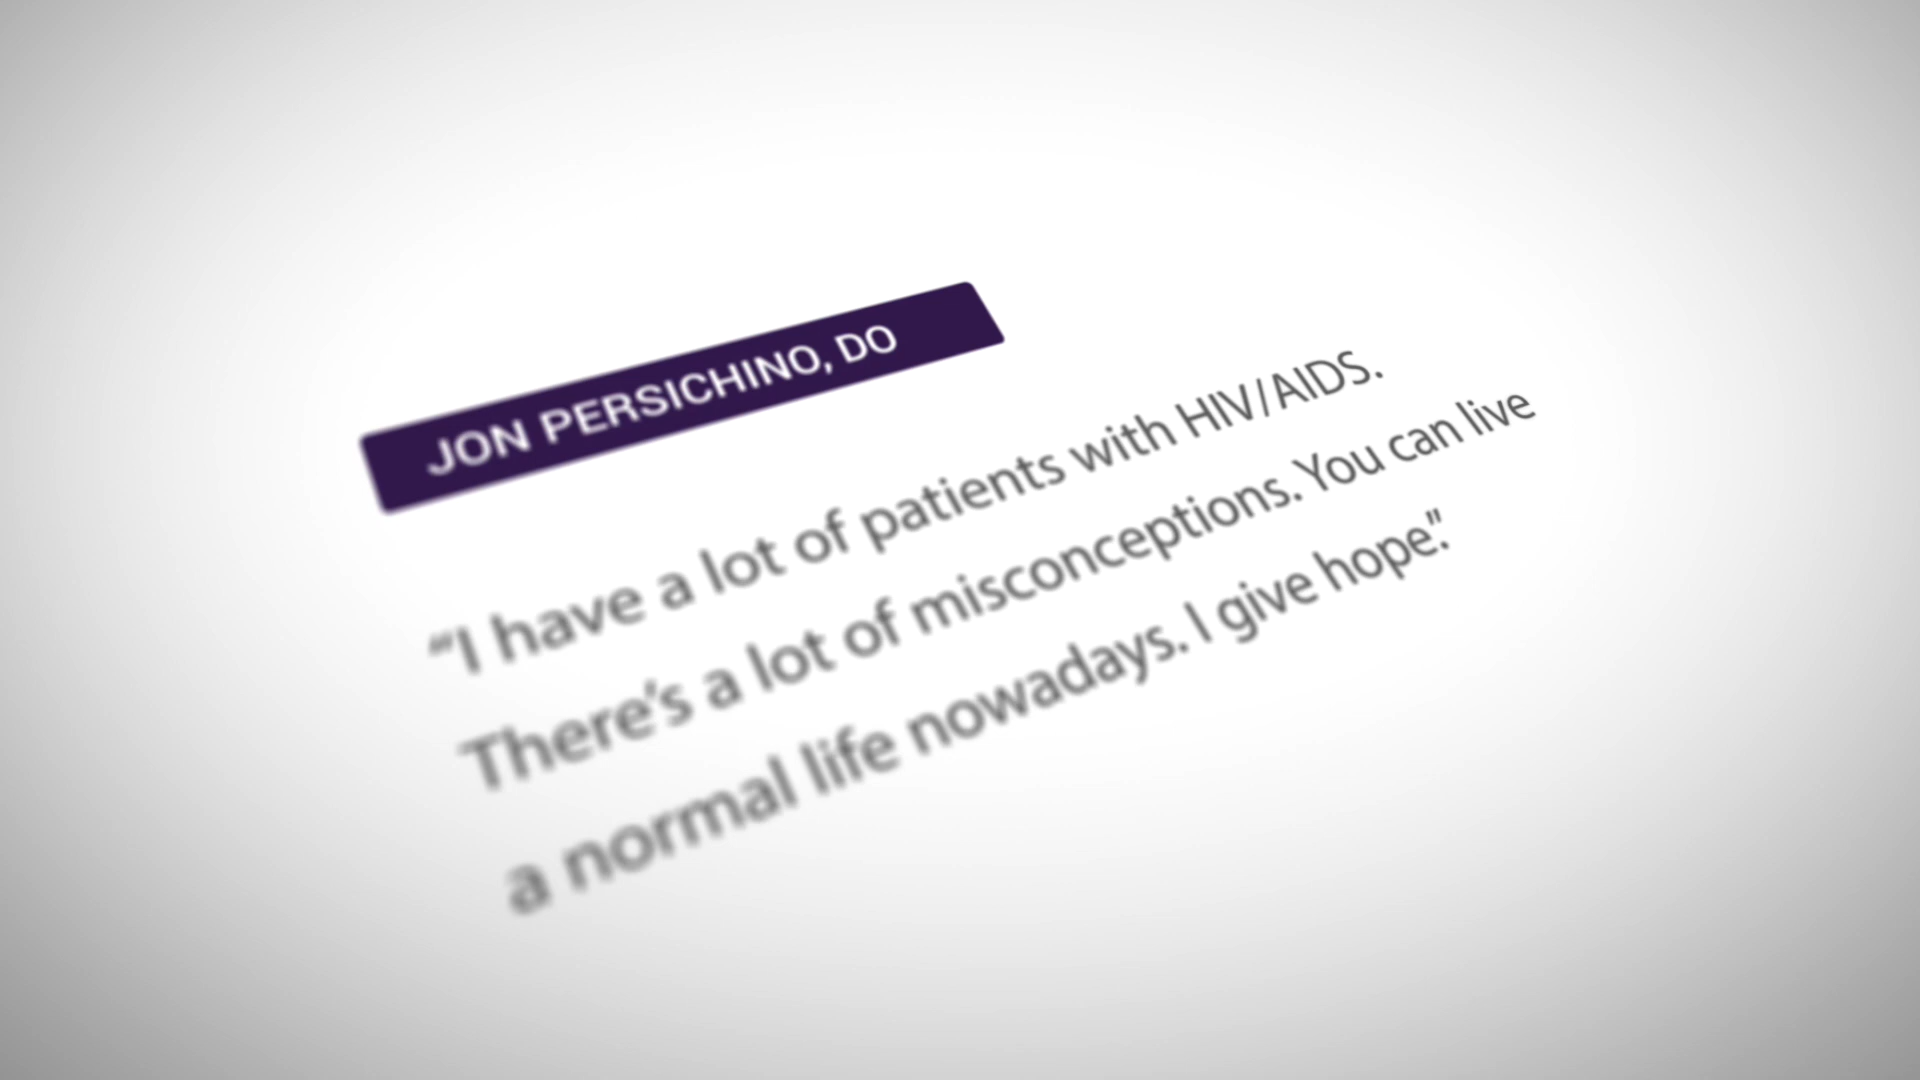 JON PERSICHINO, DO
“I have a lot of patients with HIV/AIDS.
There’s a lot of misconceptions. You can live
a normal life nowadays. I give hope."